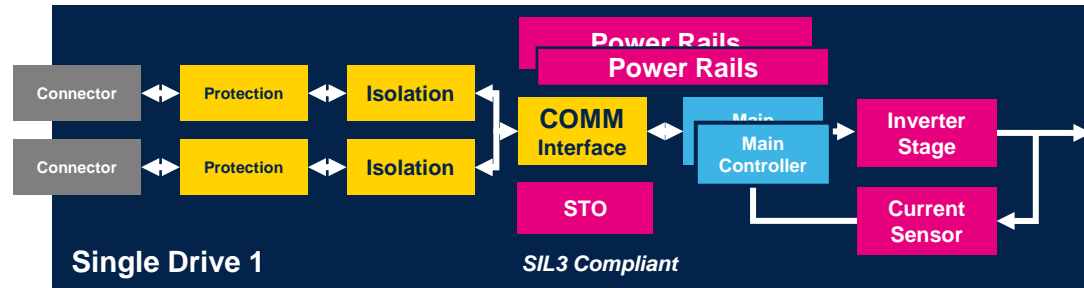 Power Rails
Power Rails
Connector
Protection
Isolation
COMM
Interface
Main
Main
Controller
Inverter
Stage
Connector
Protection
Isolation
STO
Current
Sensor
Single Drive 1
SIL3 Compliant